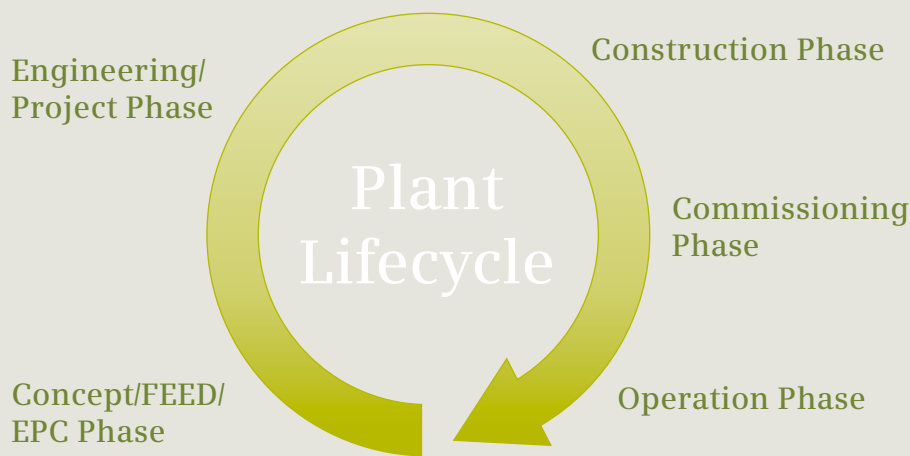 Engineering/
Project Phase
Construction Phase
Plant
Lifecycle
Commissioning
Phase
Concept/FEED/
EPC Phase
Operation Phase